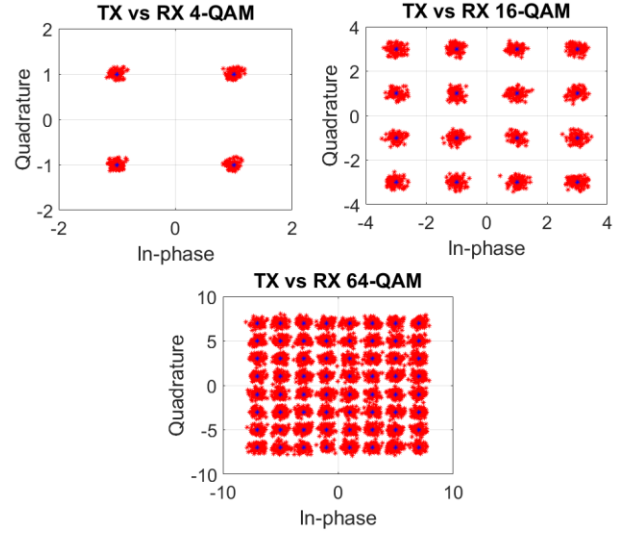 TX vs RX 4-QAM
2
1
0
-1
-2
Quadrature
-2
0
2
In-phase
TX vs RX 16-QAM
4
2
0
-2
-4
Quadrature
-4
-2
0
2
4
In-phase
TX vs RX 64-QAM
10
5
0
-5
-10
Quadrature
-10
0
10
In-phase